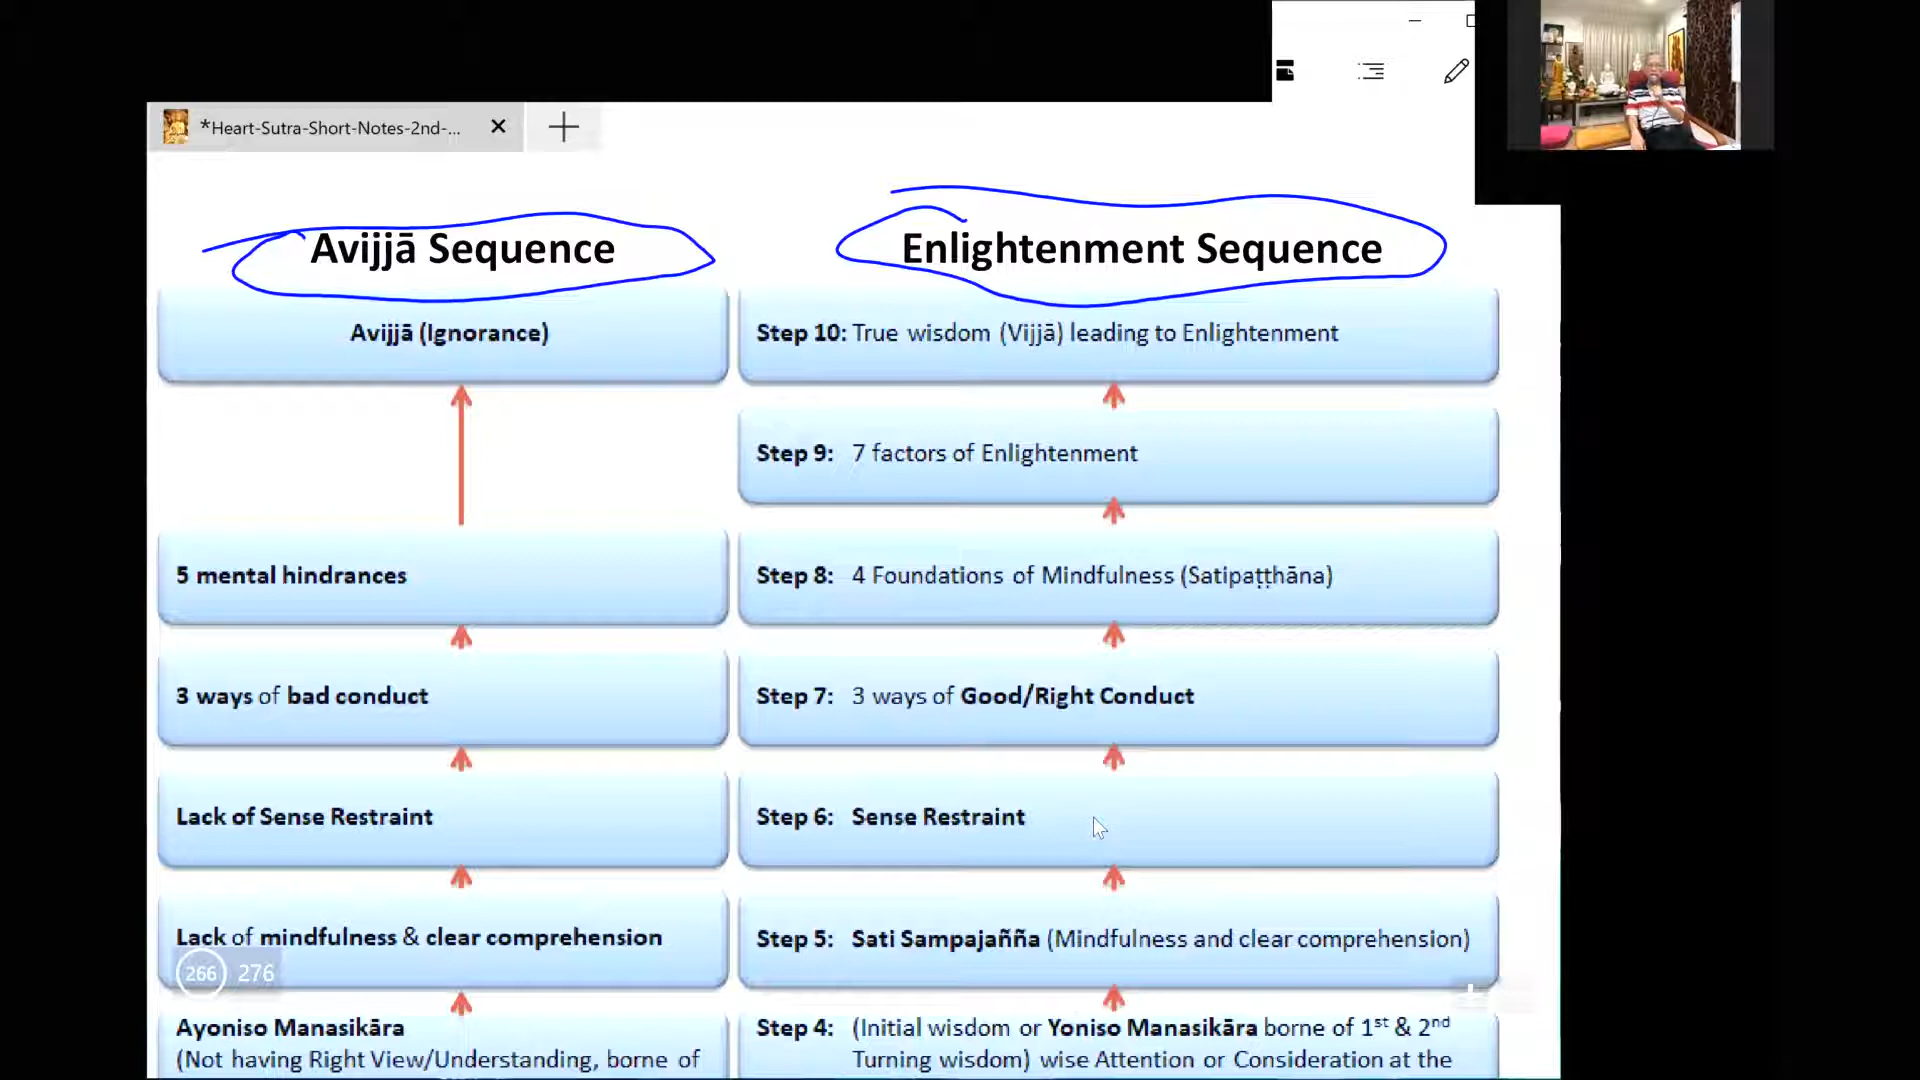 *Heart-Sutra-Short-Notes-2nd-...
Avijjā Sequence
Enlightenment Sequence
Avijjā (Ignorance)
Step 10: True wisdom (Vijjā) leading to Enlightenment
Step 9: 7 factors of Enlightenment
5 mental hindrances
Step 8: 4 Foundations of Mindfulness (Satipaṭṭhāna)
3 ways of bad conduct
Step 7: 3 ways of Good/Right Conduct
Lack of Sense Restraint
Step 6: Sense Restraint
Lack of mindfulness & clear comprehension
Step 5: Sati Sampajañña (Mindfulness and clear comprehension)
266 276
Ayoniso Manasikāra
(Not having Right View/Understanding, borne of
Step 4: (Initial wisdom or Yoniso Manasikāra borne of 1st & 2nd
Turning wisdom) wise Attention or Consideration at the